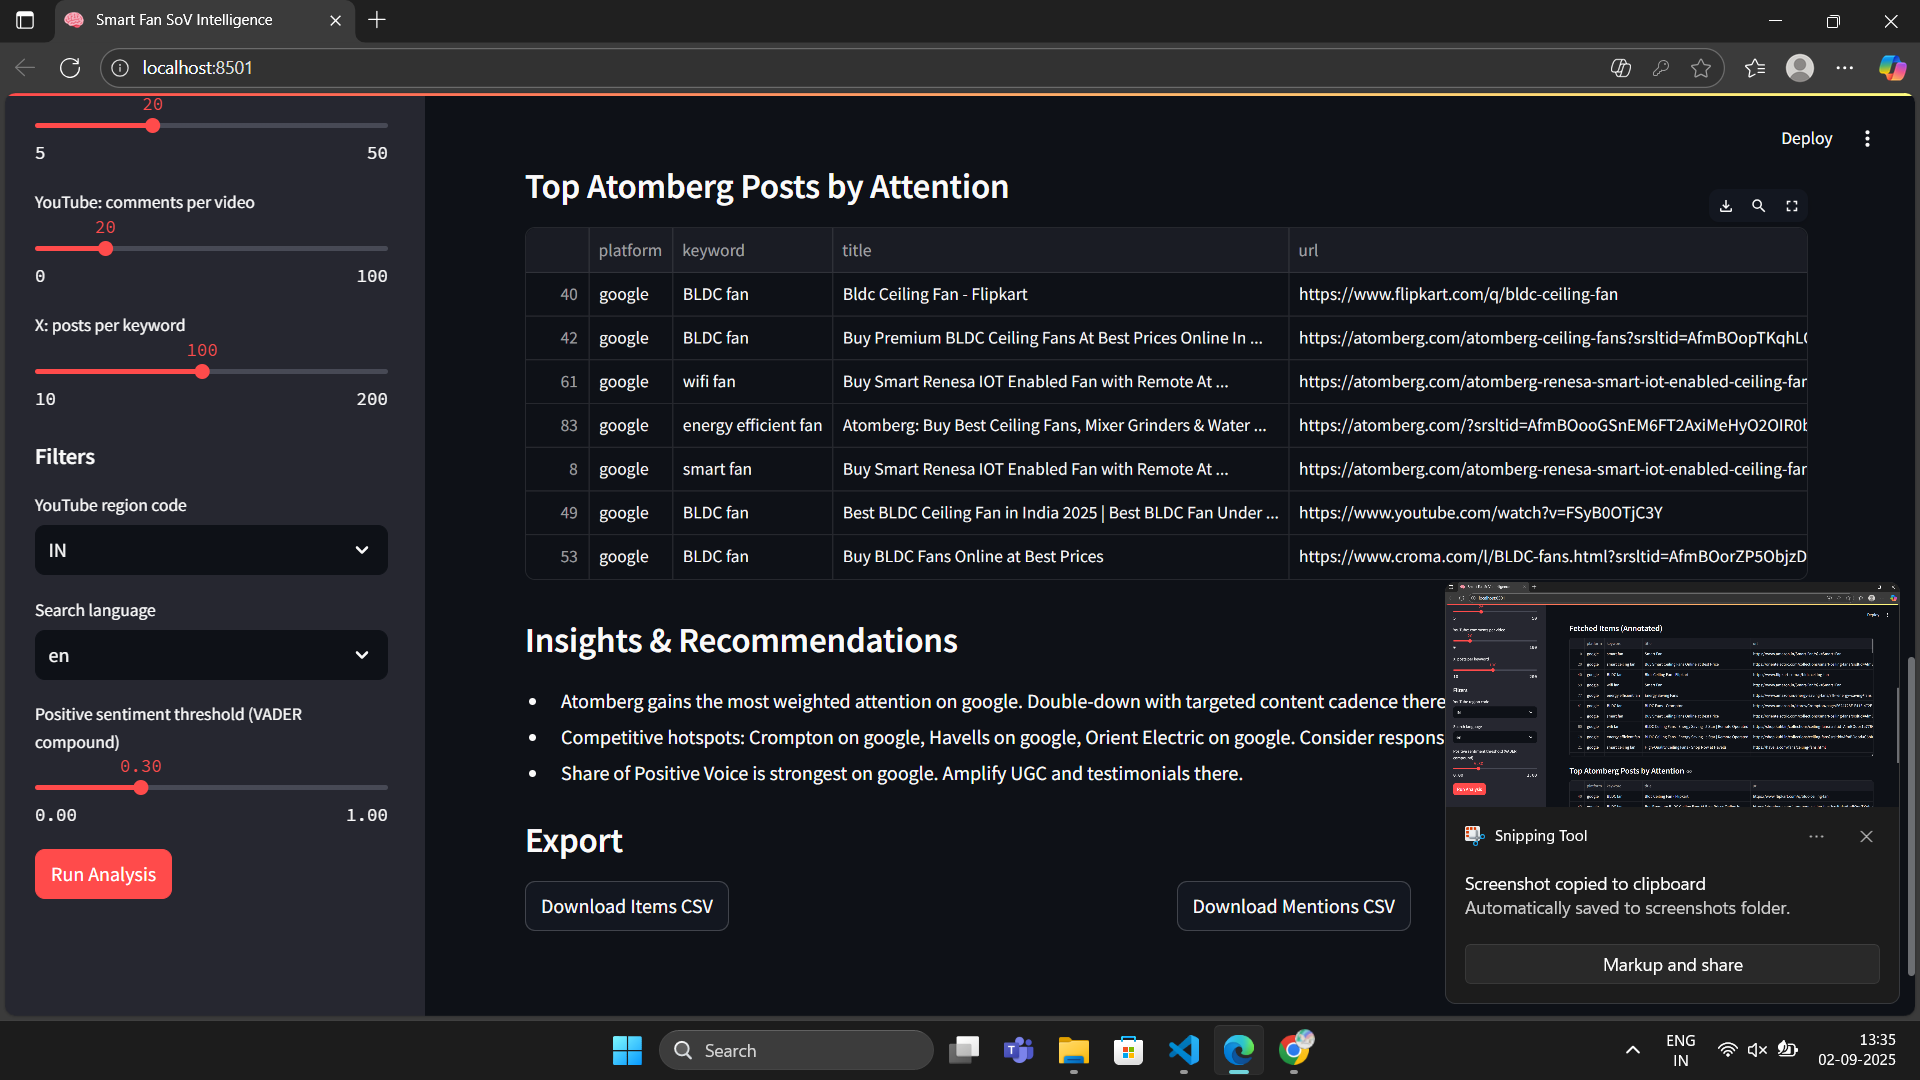 Smart Fan SoV Intelligence
localhost:8501
20
5 50
YouTube: comments per video
20
0 100
X: posts per keyword
100
10 200
Filters
YouTube region code
IN
Search language
en
Positive sentiment threshold (VADER
compound)
0.30
0.00 1.00
Run Analysis
Deploy
Top Atomberg Posts by Attention
platform keyword title url
40 google BLDC fan Bldc Ceiling Fan - Flipkart https://www.flipkart.com/q/bldc-ceiling-fan
42 google BLDC fan Buy Premium BLDC Ceiling Fans At Best Prices Online In ... https://atomberg.com/atomberg-ceiling-fans?srsltid=AfmBOopTKqhL
61 google wifi fan Buy Smart Renesa IOT Enabled Fan with Remote At ... https://atomberg.com/atomberg-renesa-smart-iot-enabled-ceiling-far
83 google energy efficient fan Atomberg: Buy Best Ceiling Fans, Mixer Grinders & Water ... https://atomberg.com/?srsltid=AfmBOooGSnEM6FT2AxiMeHyO2OIR0
8 google smart fan Buy Smart Renesa IOT Enabled Fan with Remote At ... https://atomberg.com/atomberg-renesa-smart-iot-enabled-ceiling-far
49 google BLDC fan Best BLDC Ceiling Fan in India 2025 | Best BLDC Fan Under ... https://www.youtube.com/watch?v=FSyB0OTjC3Y
53 google BLDC fan Buy BLDC Fans Online at Best Prices https://www.croma.com/l/BLDC-fans.html?srsltid=AfmBOorZP5ObjzD
Insights & Recommendations
Atomberg gains the most weighted attention on google. Double-down with targeted content cadence there
Competitive hotspots: Crompton on google, Havells on google, Orient Electric on google. Consider respons
Share of Positive Voice is strongest on google. Amplify UGC and testimonials there.
Export
Download Items CSV
Download Mentions CSV
Fetched Items (Annotated)
Top Atomberg Posts by Attention
Snipping Tool
Screenshot copied to clipboard
Automatically saved to screenshots folder.
Markup and share
Search
ENG
IN
13:35
02-09-2025